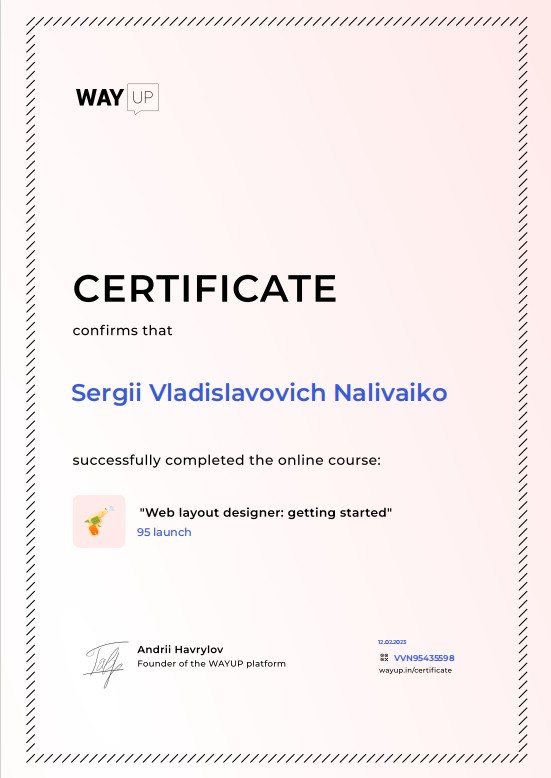 WAY UP
CERTIFICATE
confirms that
Sergii Vladislavovich Nalivaiko
successfully completed the online course:
"Web layout designer: getting started"
95 launch
Andrii Havrylov
Founder of the WAYUP platform
12.02.2023
VVN95435598
wayup.in/certificate